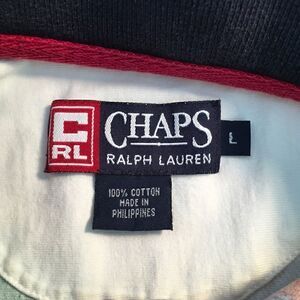 C
RL
CHAPS
RALPH LAUREN
L
100% COTTON
MADE IN
PHILIPPINES